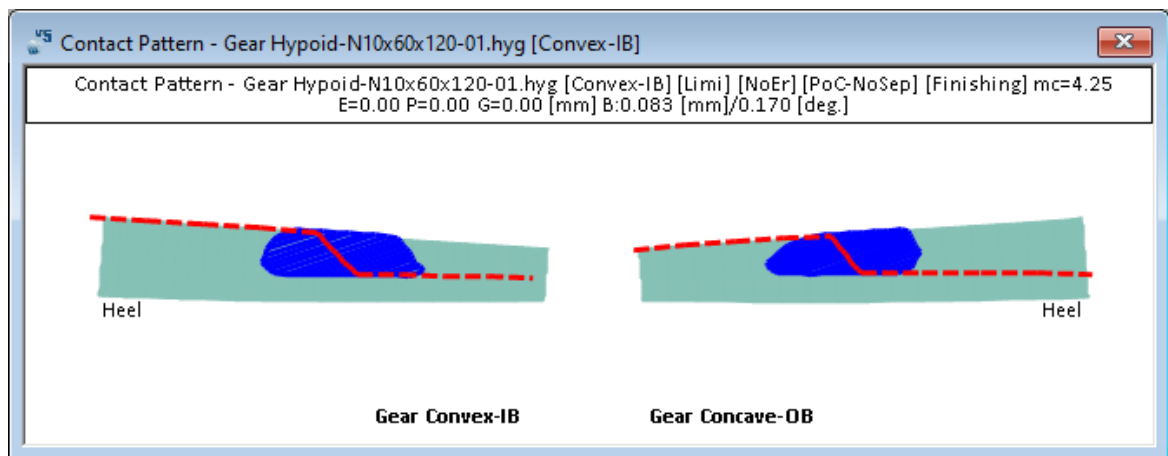 Contact Pattern - Gear Hypoid-N10x60x120-01.hyg [Convex-IB]
Contact Pattern - Gear Hypoid-N10x60x120-01.hyg [Convex-IB] [Limi] [NoEr] [PoC-NoSep] [Finishing] mc=4.25
E=0.00 P=0.00 G=0.00 [mm] B:0.083 [mm]/0.170 [deg.]
Heel
Heel
Gear Convex-IB
Gear Concave-OB